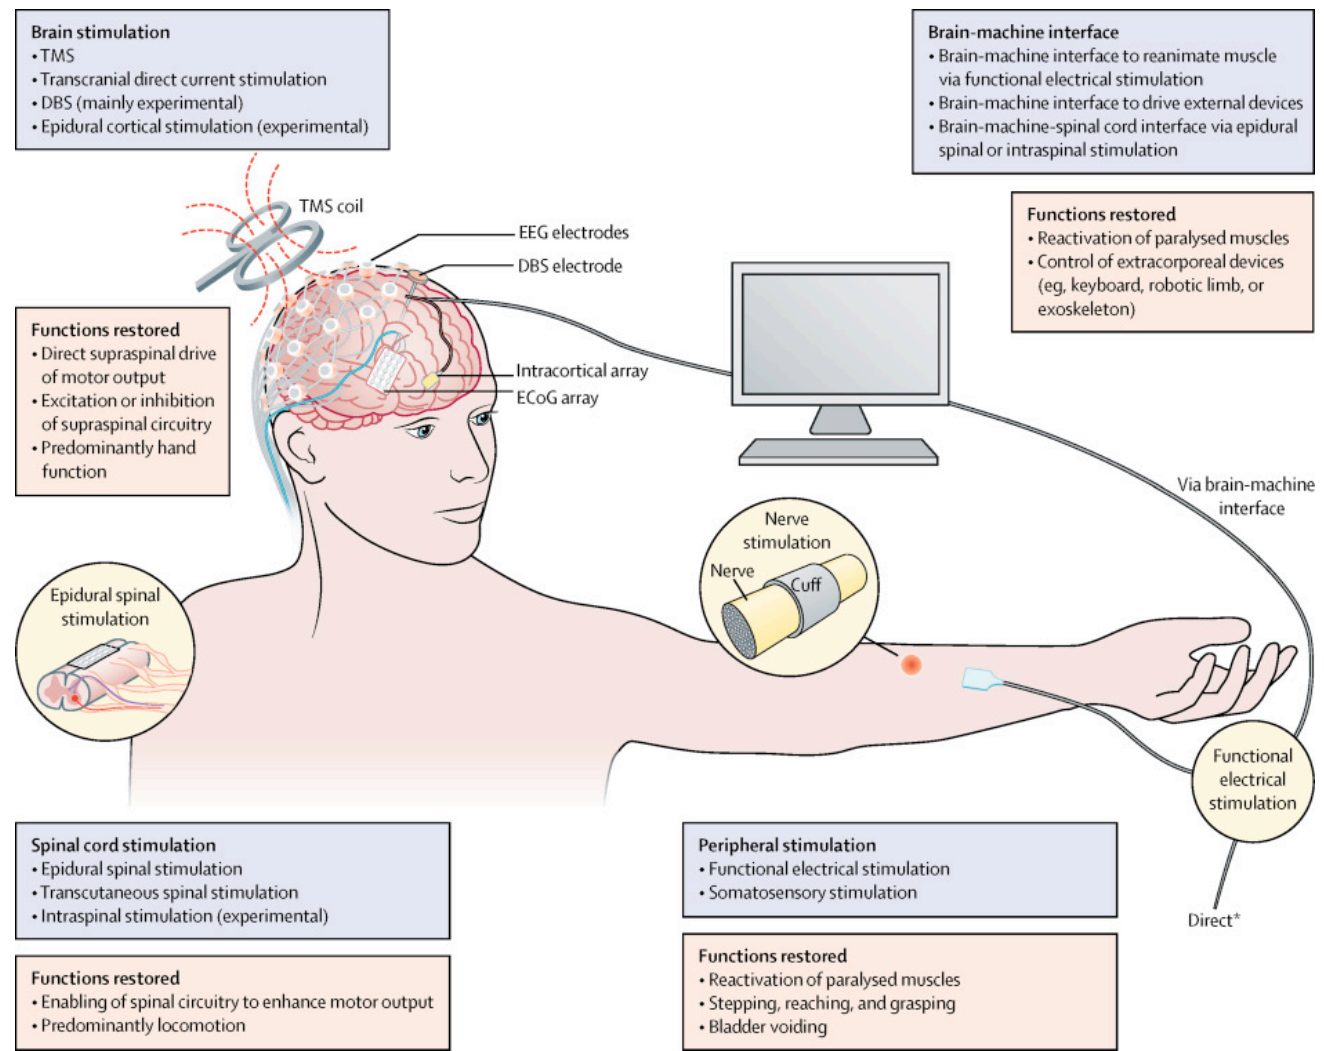 Brain stimulation
• TMS
• Transcranial direct current stimulation
• DBS (mainly experimental)
• Epidural cortical stimulation (experimental)
Brain-machine interface
• Brain-machine interface to reanimate muscle
via functional electrical stimulation
• Brain-machine interface to drive external devices
• Brain-machine-spinal cord interface via epidural
spinal or intraspinal stimulation
Functions restored
• Reactivation of paralysed muscles
• Control of extracorporeal devices
(eg, keyboard, robotic limb, or
exoskeleton)
TMS coil
EEG electrodes
DBS electrode
Functions restored
• Direct supraspinal drive
of motor output
• Excitation or inhibition
of supraspinal circuitry
• Predominantly hand
function
Intracortical array
ECoG array
Via brain-machine
interface
Nerve
stimulation
Nerve
Cuff
Epidural spinal
stimulation
Functional
electrical
stimulation
Direct*
Spinal cord stimulation
• Epidural spinal stimulation
• Transcutaneous spinal stimulation
• Intraspinal stimulation (experimental)
Functions restored
• Enabling of spinal circuitry to enhance motor output
• Predominantly locomotion
Peripheral stimulation
• Functional electrical stimulation
• Somatosensory stimulation
Functions restored
• Reactivation of paralysed muscles
• Stepping, reaching, and grasping
• Bladder voiding